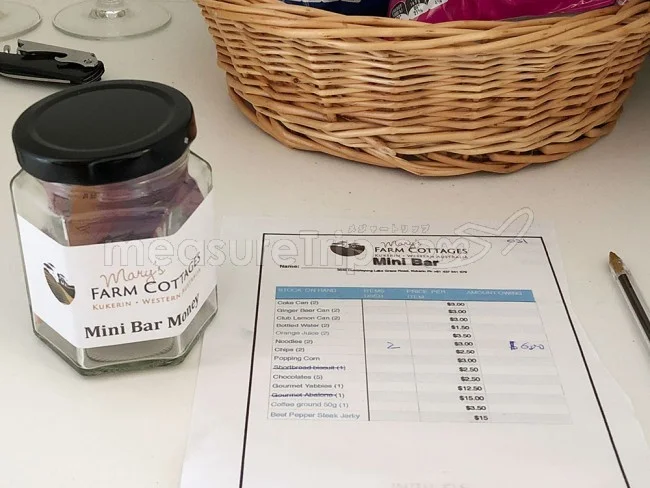 Mary's
FARM COTTAGES
KUKERIN • WESTERN AUSTRALIA
Mini Bar Money
measureTrip
Mary's
FARM COTTAGES
KUKERIN • WESTERN AUSTRALIA
Mini Bar
Name:
STOCK ON HAND ITEMS USED PRICE PER ITEM AMOUNT OWING
Coke Can (2) $3.00
Ginger Beer Can (2) $3.00
Club Lemon Can (2) $3.00
Bottled Water (2) $1.50
Orange Juice (2) $3.50
Noodles (2) 2 $3.00 $6.00
Chips (2) $2.50
Popping Corn $3.00
Shortbread biscuit (1) $2.50
Chocolates (5) $2.50
Gourmet Yabbies (1) $12.50
Gourmet Abalone (1) $15.00
Coffee ground 50g (1) $3.50
Beef Pepper Steak Jerky $15